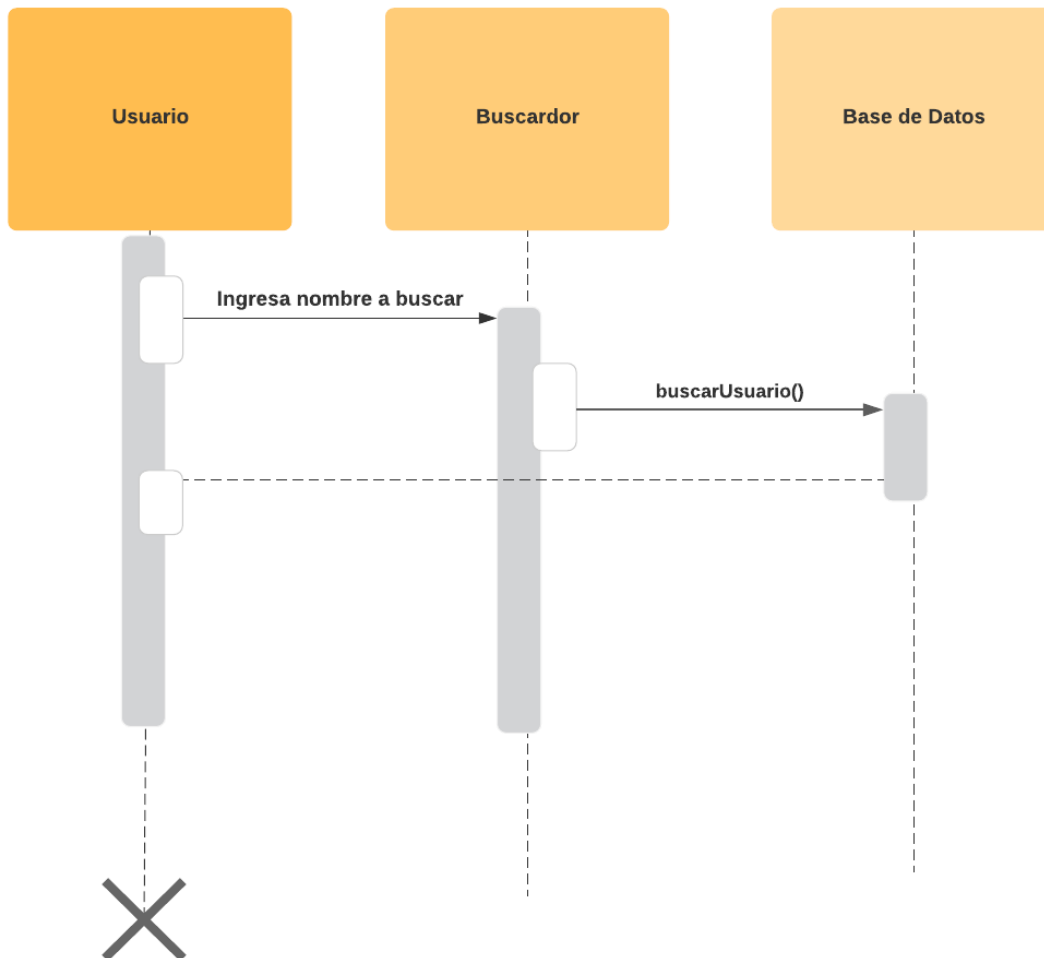 Usuario
Buscardor
Base de Datos
Ingresa nombre a buscar
buscarUsuario()